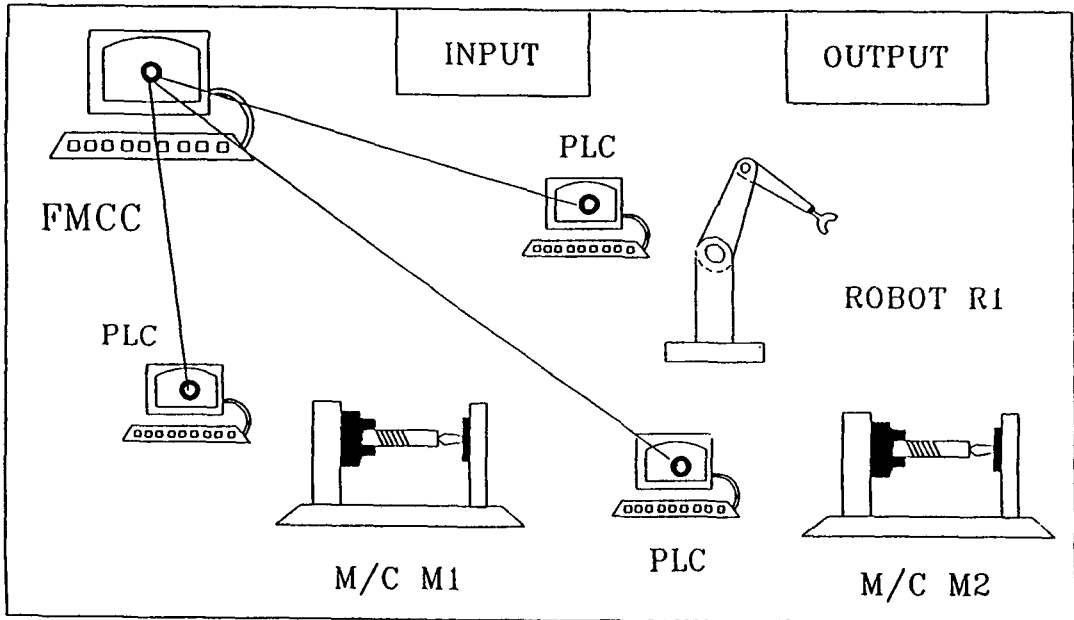 INPUT
OUTPUT
PLC
FMCC
ROBOT R1
PLC
M/C M1
PLC
M/C M2